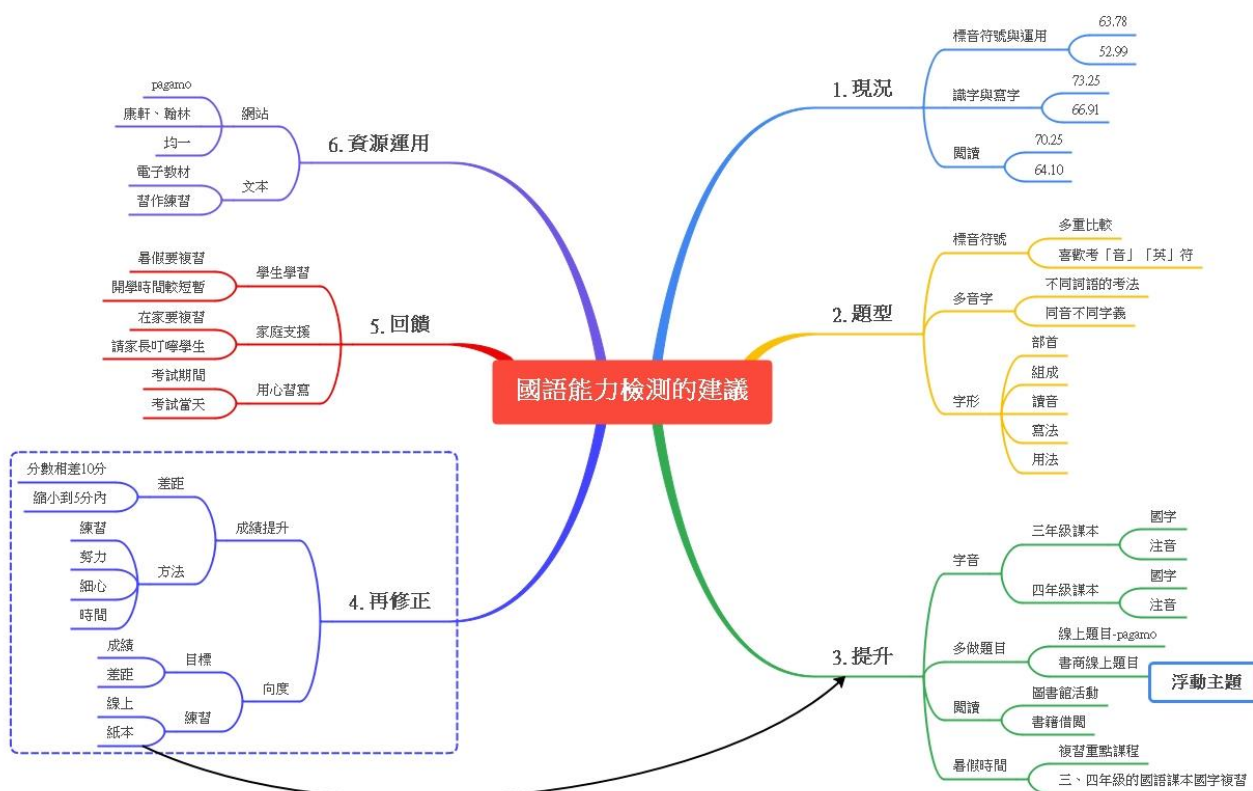 國語能力檢測的建議
1. 現況
標音符號與運用
63.78
52.99
識字與寫字
73.25
66.91
閱讀
70.25
64.10
2. 題型
標音符號
多重比較
喜歡考「音」「英」符
多音字
不同詞語的考法
同音不同字義
字形
部首
組成
讀音
寫法
用法
3. 提升
字音
三年級課本
國字
注音
四年級課本
國字
注音
多做題目
線上題目-pagamo
書商線上題目
浮動主題
閱讀
圖書館活動
書籍借閱
暑假時間
複習重點課程
三、四年級的國語課本國字複習
4. 再修正
成績提升
差距
分數相差10分
縮小到5分內
方法
練習
努力
細心
時間
向度
目標
成績
差距
練習
線上
紙本
5. 回饋
學生學習
暑假要複習
開學時間較短暫
家庭支援
在家要複習
請家長叮嚀學生
用心習寫
考試期間
考試當天
6. 資源運用
網站
pagamo
康軒、翰林
均一
文本
電子教材
習作練習